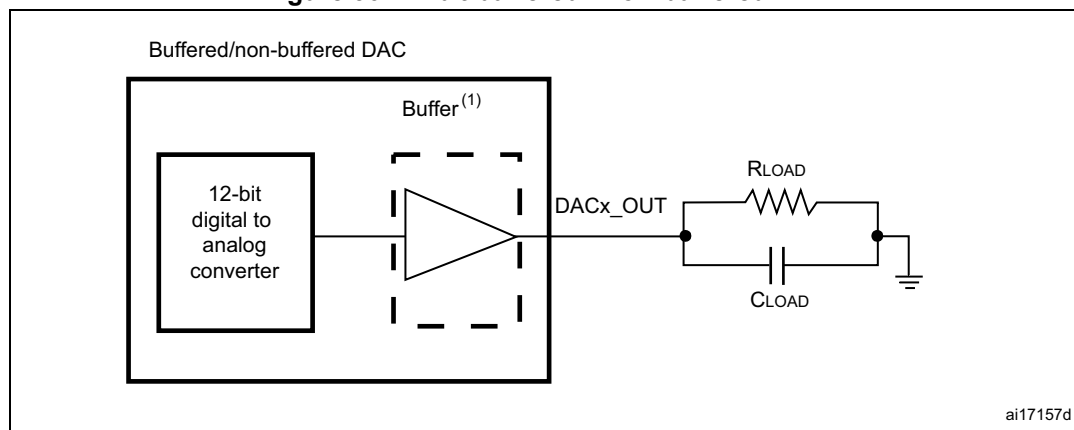 Buffered/non-buffered DAC
Buffer(1)
12-bit
digital to
analog
converter
DACx_OUT
RLOAD
CLOAD
ai17157d